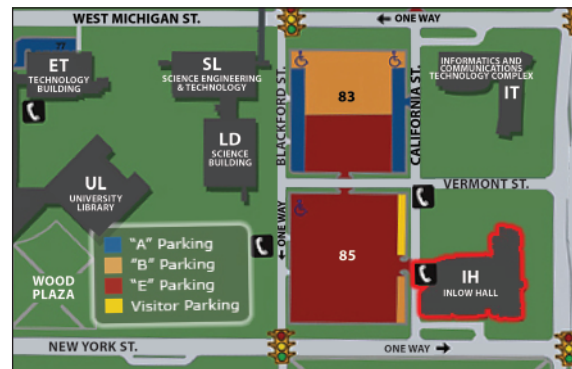 WEST MICHIGAN ST.
ONE WAY
77
ET
TECHNOLOGY
BUILDING
SL
SCIENCE ENGINEERING
& TECHNOLOGY
LD
SCIENCE
BUILDING
UL
UNIVERSITY
LIBRARY
WOOD
PLAZA
"A" Parking
"B" Parking
"E" Parking
Visitor Parking
BLACKFORD ST.
ONE WAY
83
CALIFORNIA ST.
INFORMATICS AND
COMMUNICATIONS
TECHNOLOGY COMPLEX
IT
VERMONT ST.
85
IH
INLOW HALL
NEW YORK ST.
ONE WAY